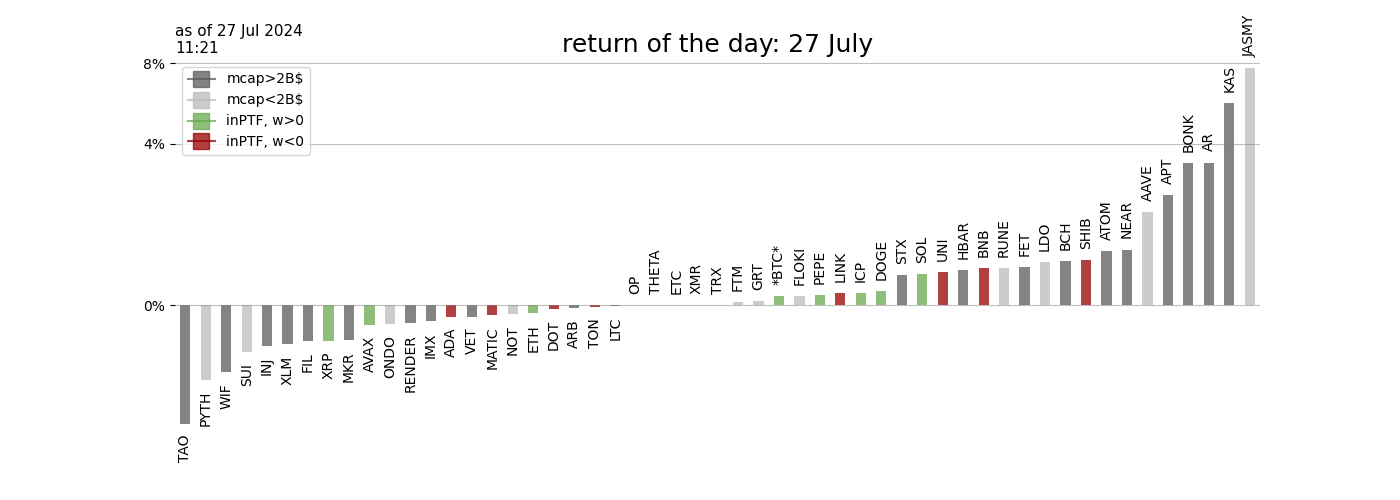 as of 27 Jul 2024
11:21
return of the day: 27 July
8%
4%
0%
mcap>2B$
mcap<2B$
inPTF, w>0
inPTF, w<0
TAO
PYTH
WIF
SUI
INJ
XLM
FIL
XRP
MKR
AVAX
ONDO
RENDER
IMX
ADA
VET
MATIC
NOT
ETH
DOT
ARB
TON
LTC
OP
THETA
ETC
XMR
TRX
FTM
GRT
*BTC*
FLOKI
PEPE
LINK
ICP
DOGE
STX
SOL
UNI
HBAR
BNB
RUNE
FET
LDO
BCH
SHIB
ATOM
NEAR
AAVE
APT
BONK
AR
KAS
JASMY